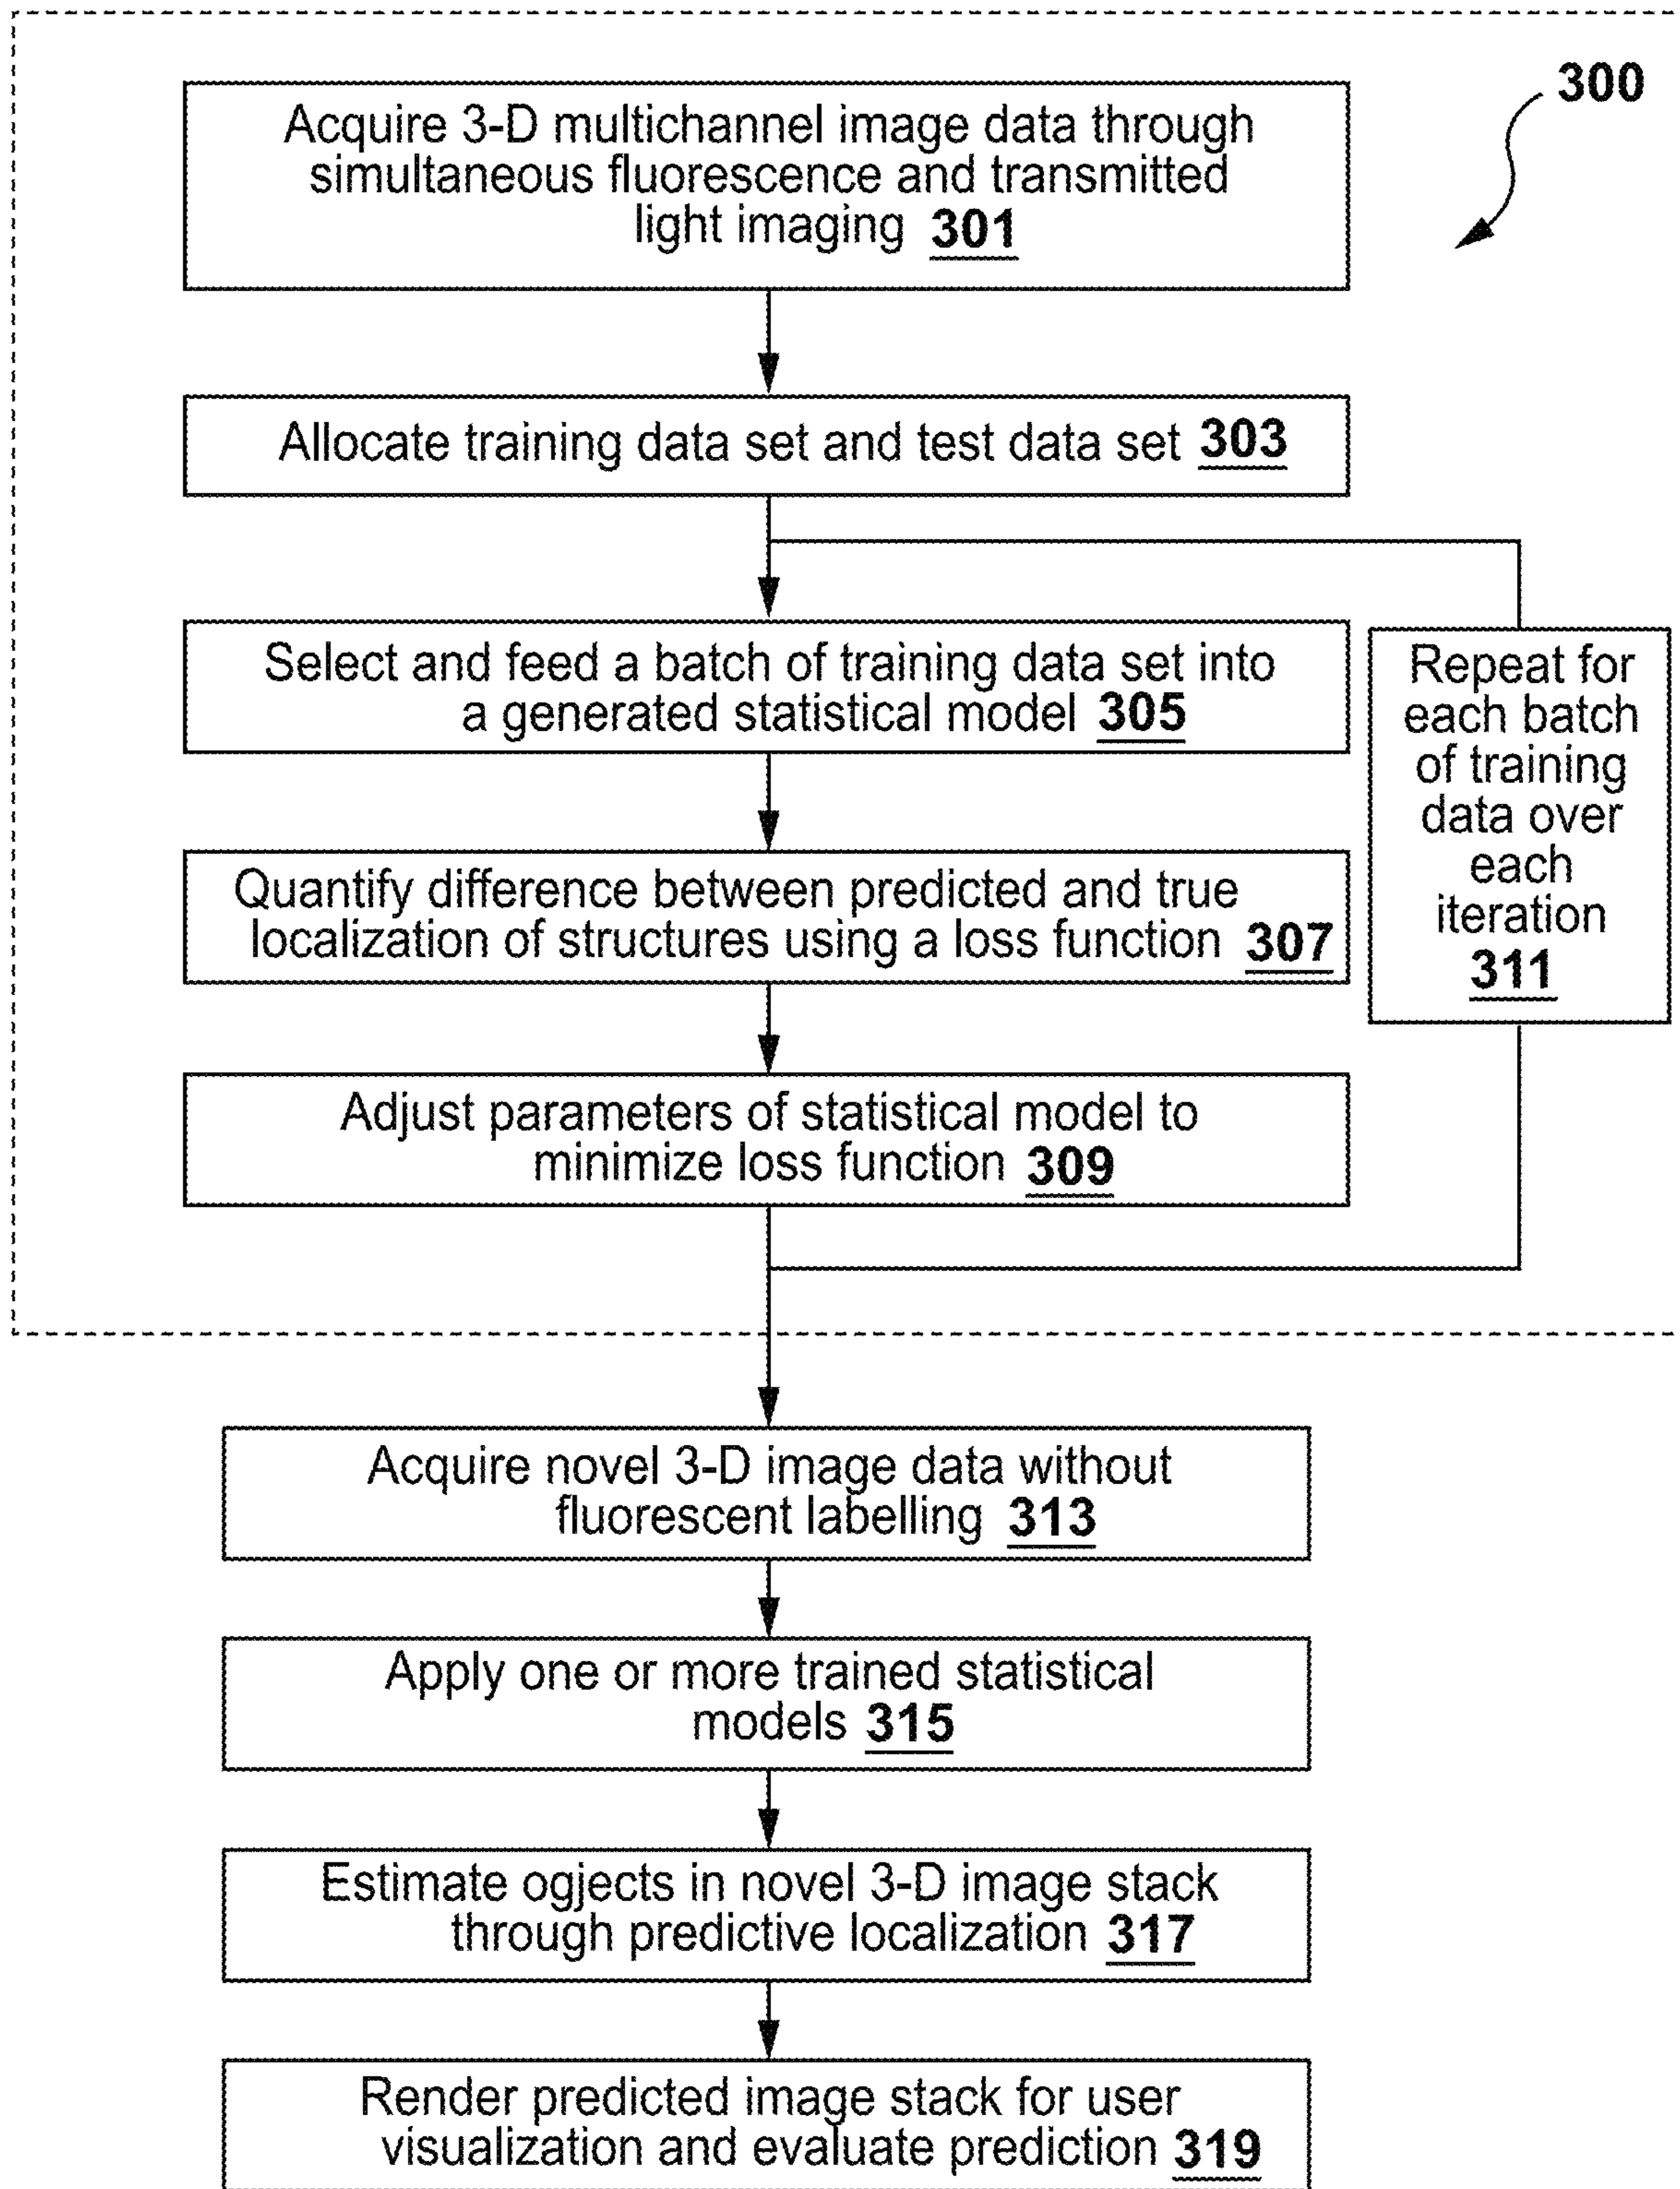 300
Acquire 3-D multichannel image data through
simultaneous fluorescence and transmitted
light imaging 301
Allocate training data set and test data set 303
Select and feed a batch of training data set into
a generated statistical model 305
Repeat for
each batch
of training
data over
each
iteration
311
Quantify difference between predicted and true
localization of structures using a loss function 307
Adjust parameters of statistical model to
minimize loss function 309
Acquire novel 3-D image data without
fluorescent labelling 313
Apply one or more trained statistical
models 315
Estimate ogjects in novel 3-D image stack
through predictive localization 317
Render predicted image stack for user
visualization and evaluate prediction 319